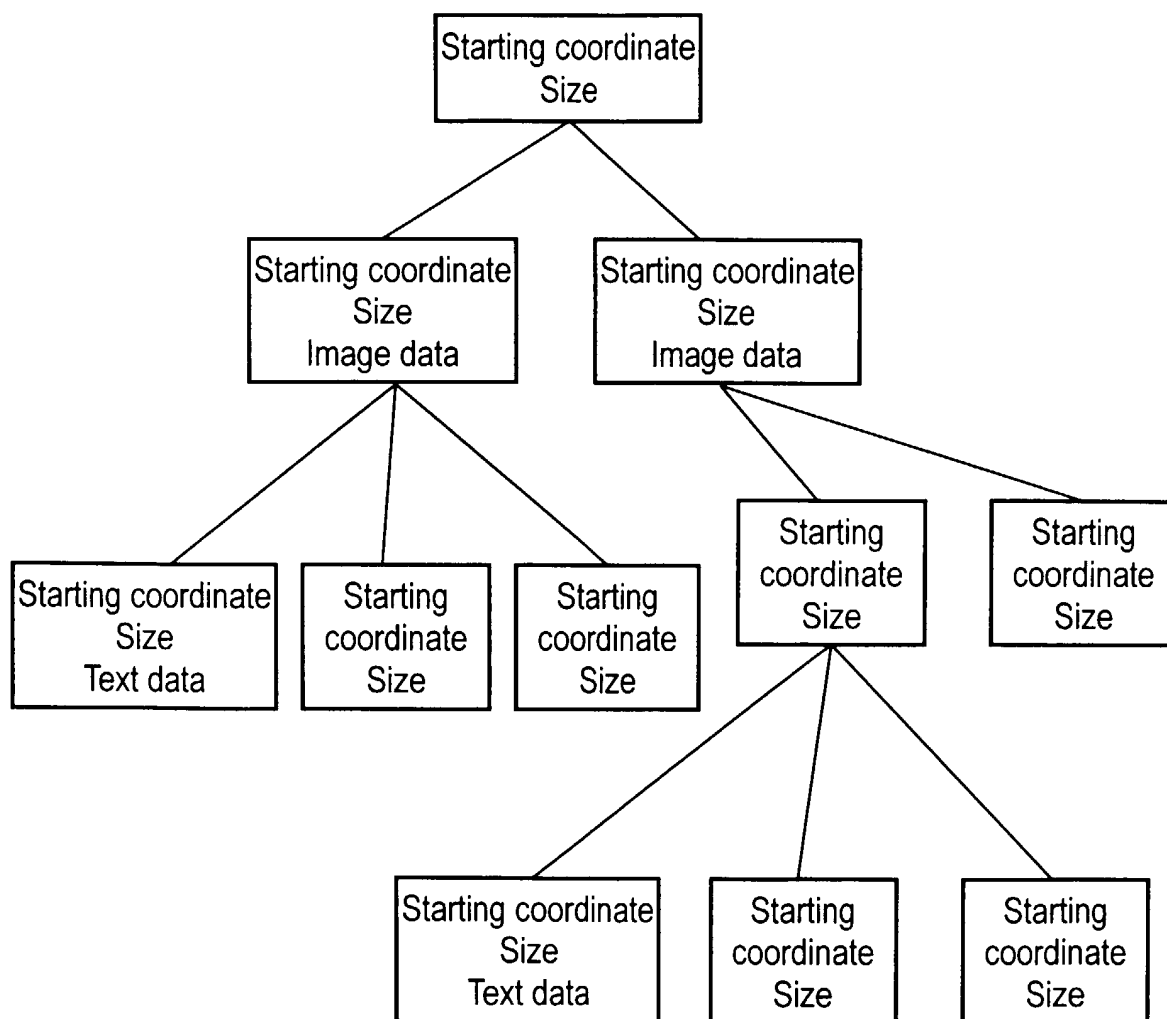 Starting coordinate
Size
Starting coordinate
Size
Image data
Starting coordinate
Size
Image data
Starting coordinate
Size
Text data
Starting
coordinate
Size
Starting
coordinate
Size
Starting
coordinate
Size
Starting
coordinate
Size
Starting coordinate
Size
Text data
Starting
coordinate
Size
Starting
coordinate
Size